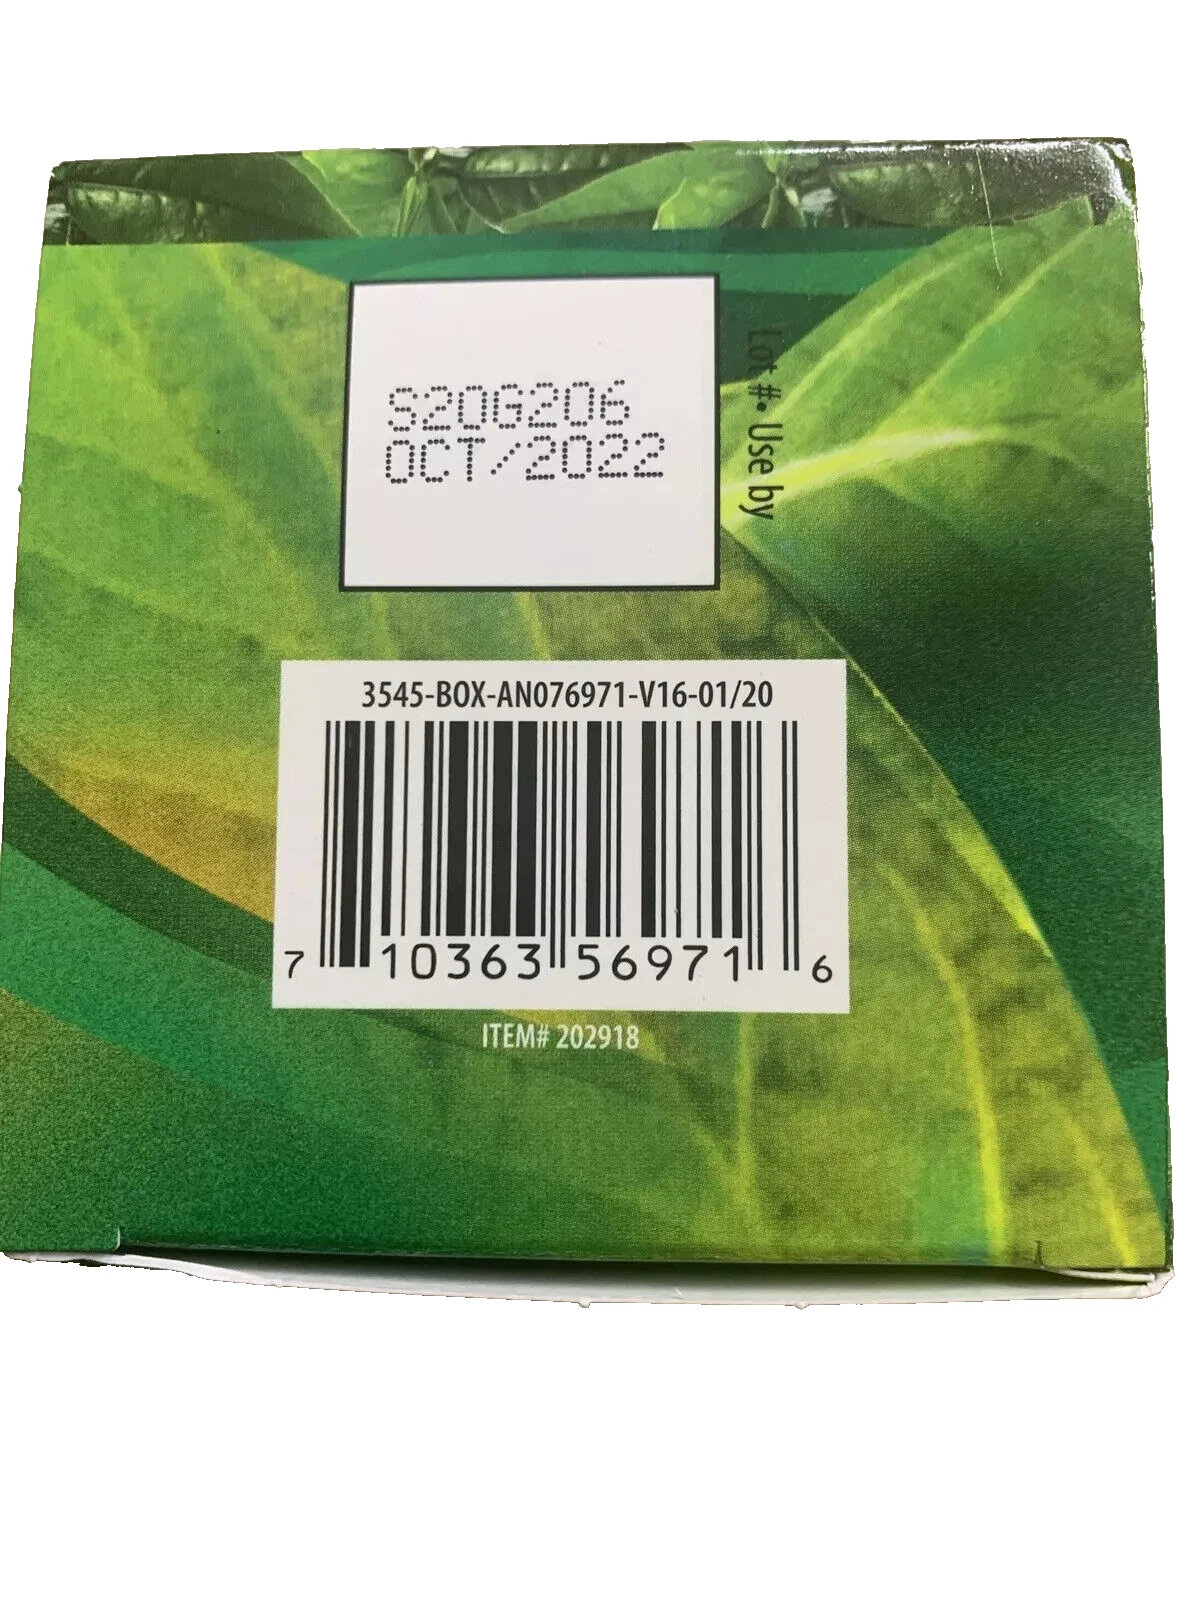 S20G206
OCT/2022
Lot #• Use by
3545-BOX-AN076971-V16-01/20
7 10363 56971 6
ITEM# 202918